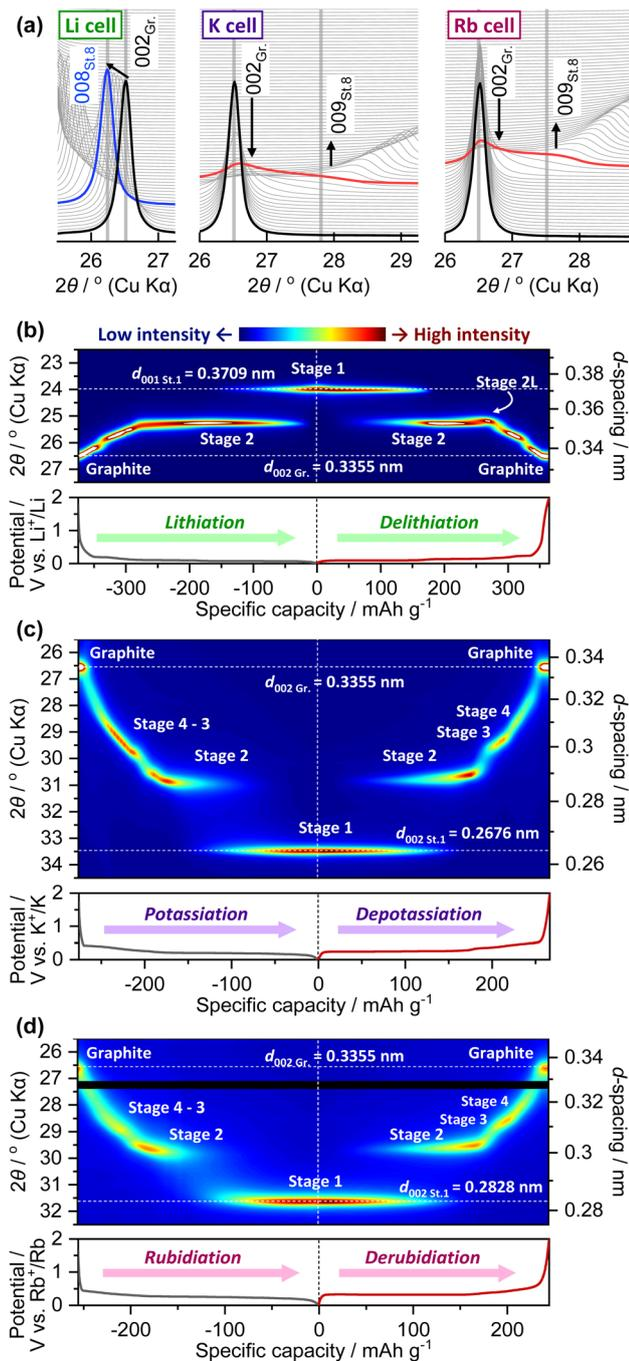 (a)
Li cell
K cell
Rb cell
008St.8
002Gr.
002Gr.
009St.8
002Gr.
009St.8
26 27
26 27 28 29
26 27 28
2θ / ° (Cu Kα)
2θ / ° (Cu Kα)
2θ / ° (Cu Kα)
(b)
Low intensity ←
→ High intensity
2θ / ° (Cu Kα)
23
24
25
26
27
d001 St.1 = 0.3709 nm
Stage 1
Stage 2L
Stage 2
Stage 2
Graphite
d002 Gr. = 0.3355 nm
Graphite
0.38
0.36
0.34
d-spacing / nm
Potential /
V vs. Li+/Li
2
1
0
Lithiation
Delithiation
-300 -200 -100 0 100 200 300
Specific capacity / mAh g-1
(c)
2θ / ° (Cu Kα)
26
27
28
29
30
31
32
33
34
Graphite
Graphite
d002 Gr. = 0.3355 nm
Stage 4 - 3
Stage 2
Stage 4
Stage 3
Stage 2
Stage 1
d002 St.1 = 0.2676 nm
0.34
0.32
0.3
0.28
0.26
d-spacing / nm
Potential /
V vs. K+/K
2
1
0
Potassiation
Depotassiation
-200 -100 0 100 200
Specific capacity / mAh g-1
(d)
2θ / ° (Cu Kα)
26
27
28
29
30
31
32
Graphite
d002 Gr. = 0.3355 nm
Graphite
Stage 4 - 3
Stage 2
Stage 4
Stage 3
Stage 2
Stage 1
d002 St.1 = 0.2828 nm
0.34
0.32
0.30
0.28
d-spacing / nm
Potential /
V vs. Rb+/Rb
2
1
0
Rubidiation
Derubidiation
-200 -100 0 100 200
Specific capacity / mAh g-1